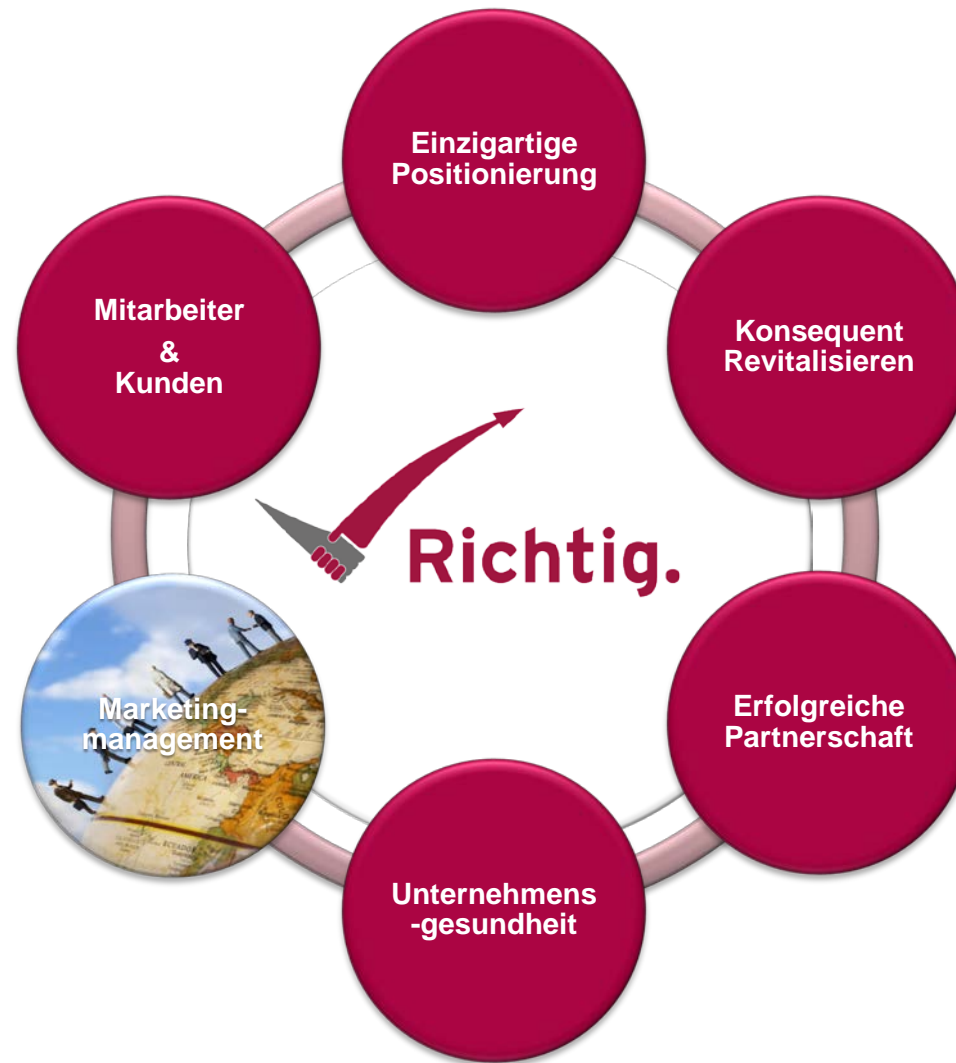 Einzigartige
Positionierung
Konsequent
Revitalisieren
Erfolgreiche
Partnerschaft
Unternehmens
-gesundheit
Marketing-
management
Mitarbeiter
&
Kunden
Richtig.